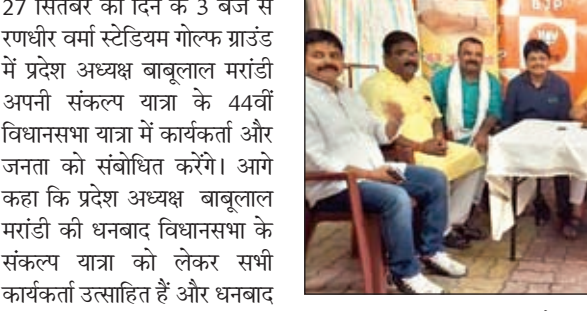 27 सितंबर को दिन के 3 बजे से
रणधीर वर्मा स्टेडियम गोल्फ ग्राउंड
में प्रदेश अध्यक्ष बाबूलाल मरांडी
अपनी संकल्प यात्रा के 44वीं
विधानसभा यात्रा में कार्यकर्ता और
जनता को संबोधित करेंगे। आगे
कहा कि प्रदेश अध्यक्ष बाबूलाल
मरांडी की धनबाद विधानसभा के
संकल्प यात्रा को लेकर सभी
कार्यकर्ता उत्साहित हैं और धनबाद
BJP